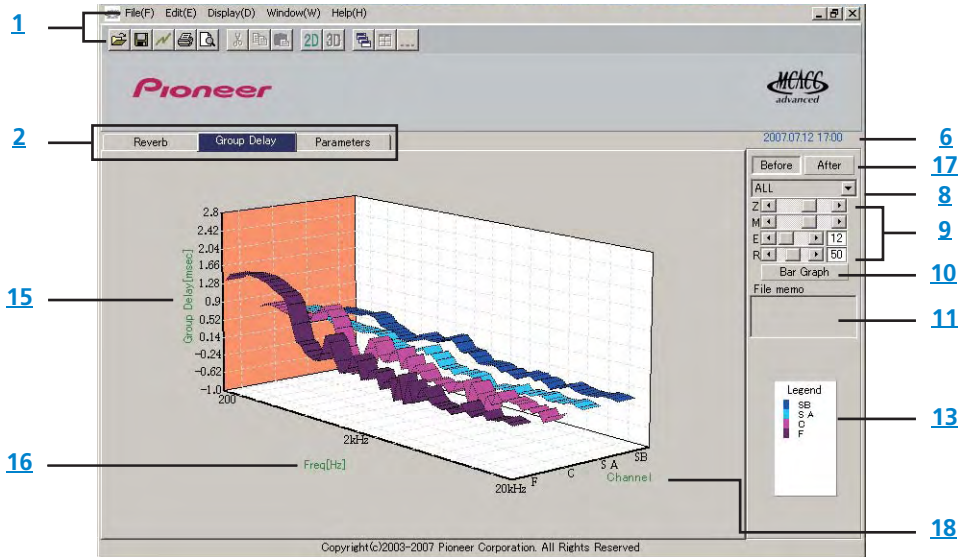 1
File(F) Edit(E) Display(D) Window(W) Help(H)
2D 3D
Pioneer
MCACC
advanced
2
Reverb Group Delay Parameters
2007.07.12 17:00
6
Before After
17
ALL
8
Z
M
E 12
R 50
9
Bar Graph
10
File memo
11
15
Group Delay[msec]
2.8
2.42
2.04
1.66
1.28
0.9
0.52
0.14
-0.24
-0.62
-1.0
200
2kHz
20kHz
16
Freq[Hz]
F C S A SB
Channel
18
Legend
SB
S A
C
F
13
Copyright(c)2003-2007 Pioneer Corporation. All Rights Reserved